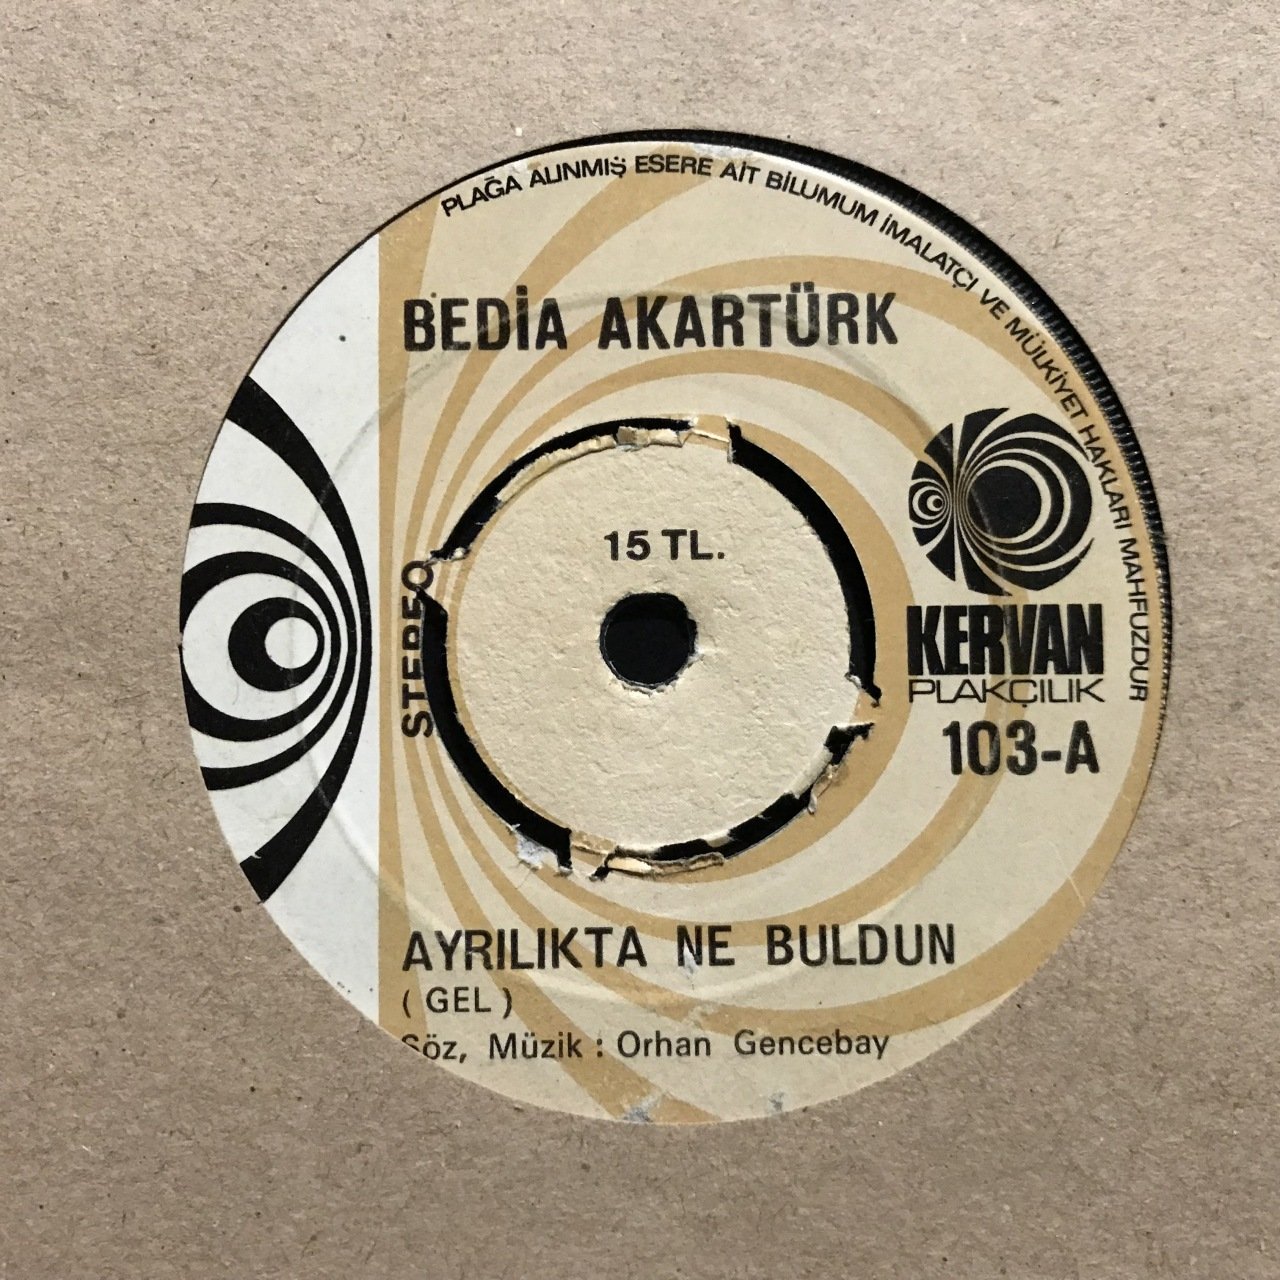 PLAĞA ALINMIŞ ESERE AİT BİLUMUM İMALATÇI VE MÜLKİYET HAKLARI MAHFUZDUR
BEDİA AKARTÜRK
15 TL.
STEREO
KERVAN
PLAKÇILIK
103-A
AYRILIKTA NE BULDUN
( GEL )
Söz, Müzik : Orhan Gencebay